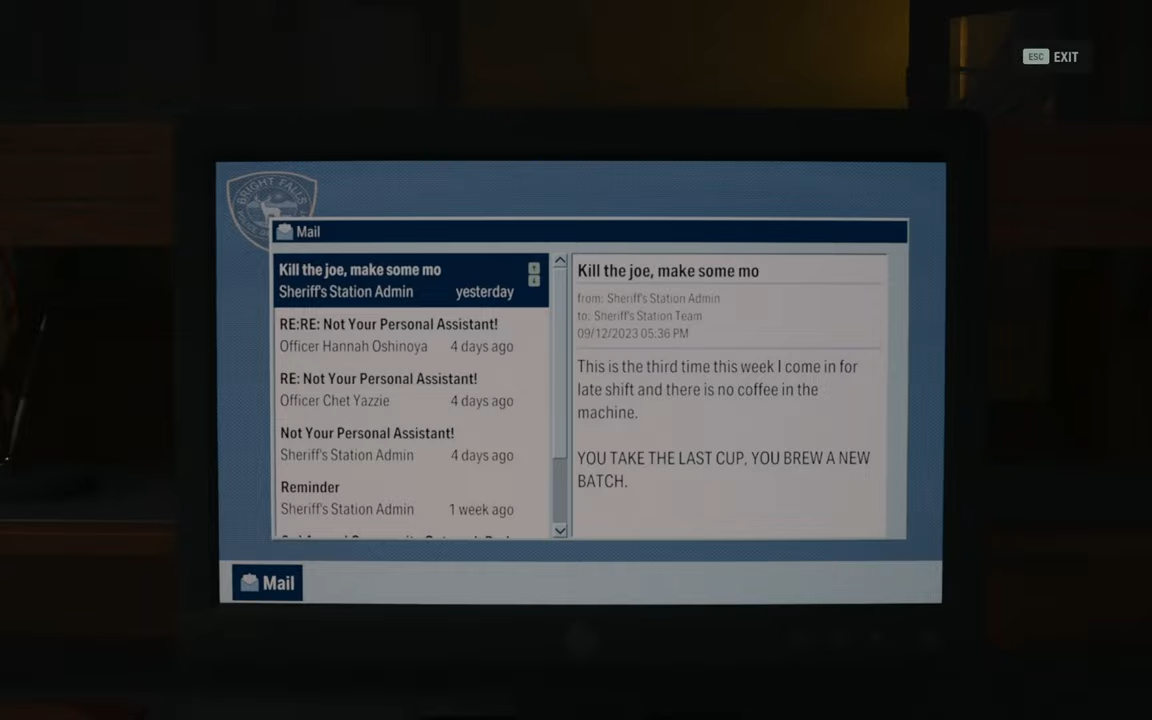 ESC EXIT
BRIGHT FALLS
Mail
Kill the joe, make some mo
Sheriff's Station Admin yesterday
RE:RE: Not Your Personal Assistant!
Officer Hannah Oshinoya 4 days ago
RE: Not Your Personal Assistant!
Officer Chet Yazzie 4 days ago
Not Your Personal Assistant!
Sheriff's Station Admin 4 days ago
Reminder
Sheriff's Station Admin 1 week ago
Kill the joe, make some mo
from: Sheriff's Station Admin
to: Sheriff's Station Team
09/12/2023 05:36 PM
This is the third time this week I come in for
late shift and there is no coffee in the
machine.
YOU TAKE THE LAST CUP, YOU BREW A NEW
BATCH.
Mail